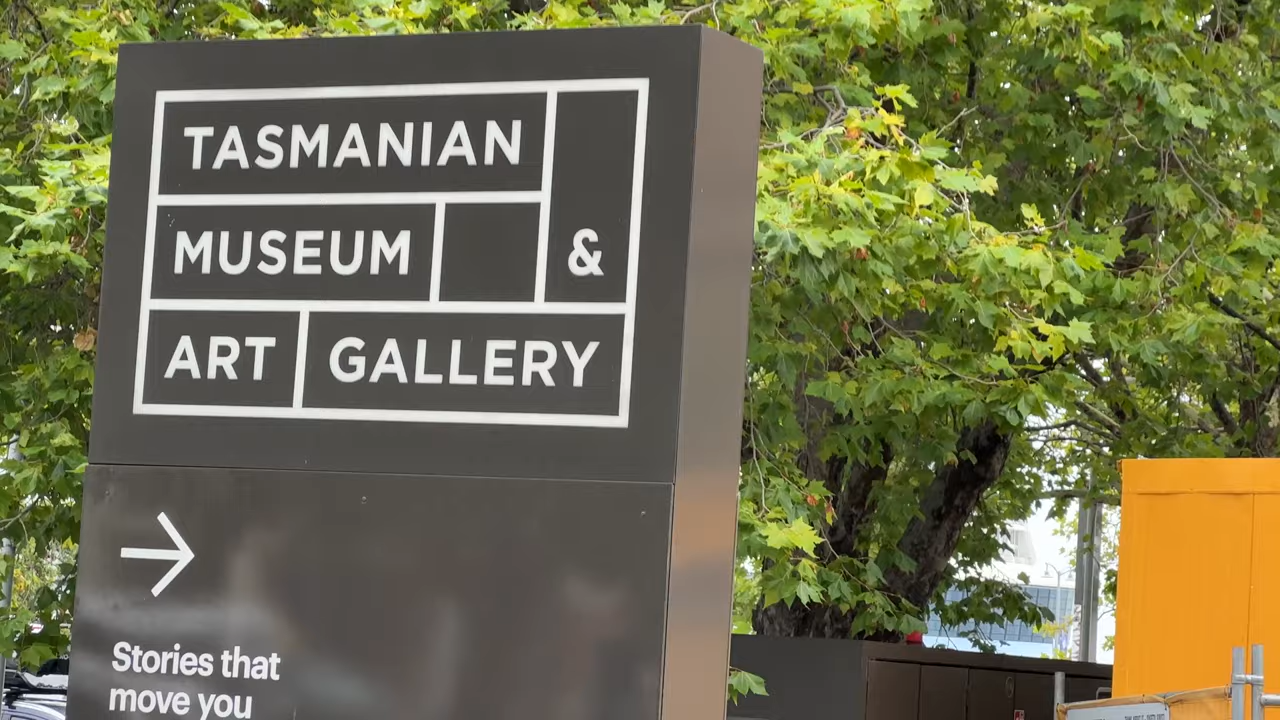 TASMANIAN
MUSEUM &
ART GALLERY
Stories that
move you